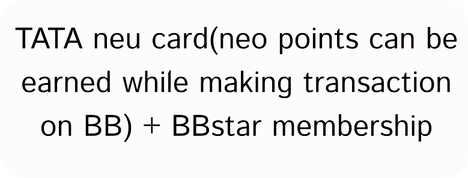 TATA neu card(neo points can be
earned while making transaction
on BB) + BBstar membership